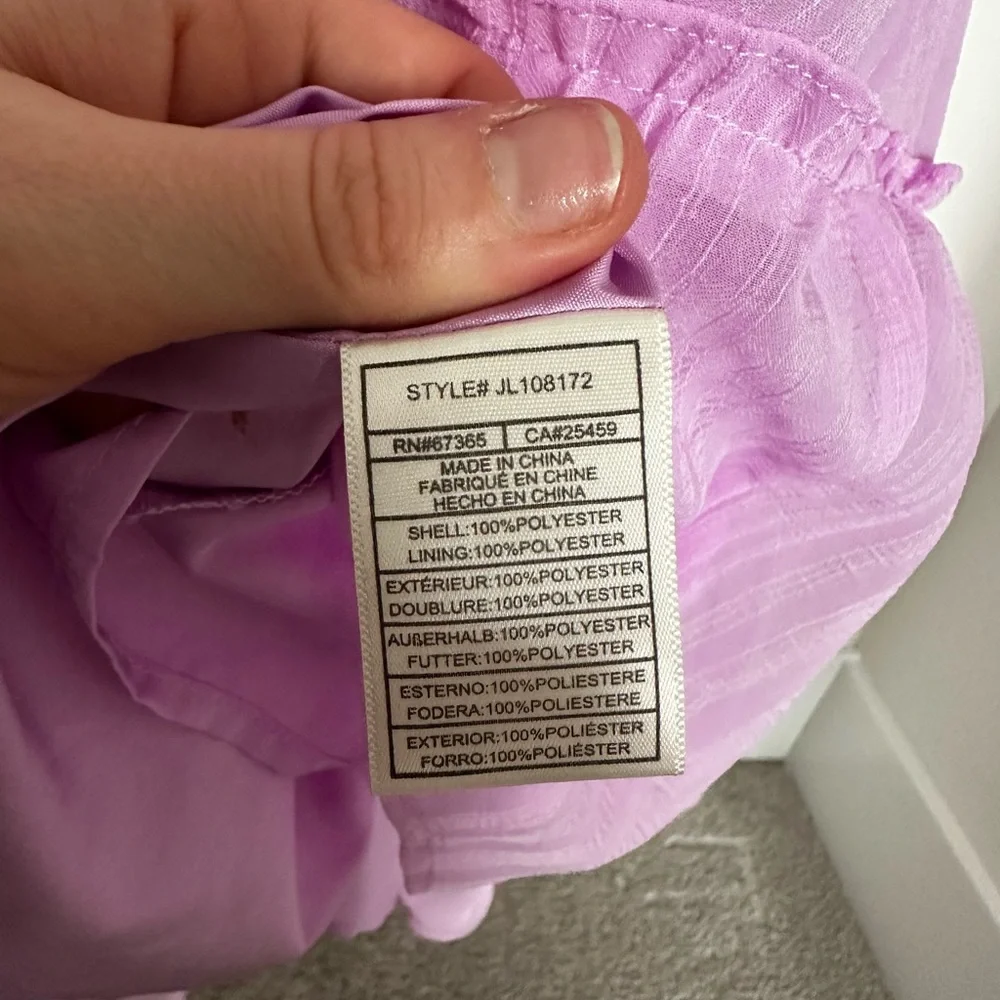 STYLE# JL108172
RN#67365 CA#25459
MADE IN CHINA
FABRIQUÉ EN CHINE
HECHO EN CHINA
SHELL:100%POLYESTER
LINING:100%POLYESTER
EXTÉRIEUR:100%POLYESTER
DOUBLURE:100%POLYESTER
AUßERHALB:100%POLYESTER
FUTTER:100%POLYESTER
ESTERNO:100%POLIESTERE
FODERA:100%POLIESTERE
EXTERIOR:100%POLIÉSTER
FORRO:100%POLIÉSTER